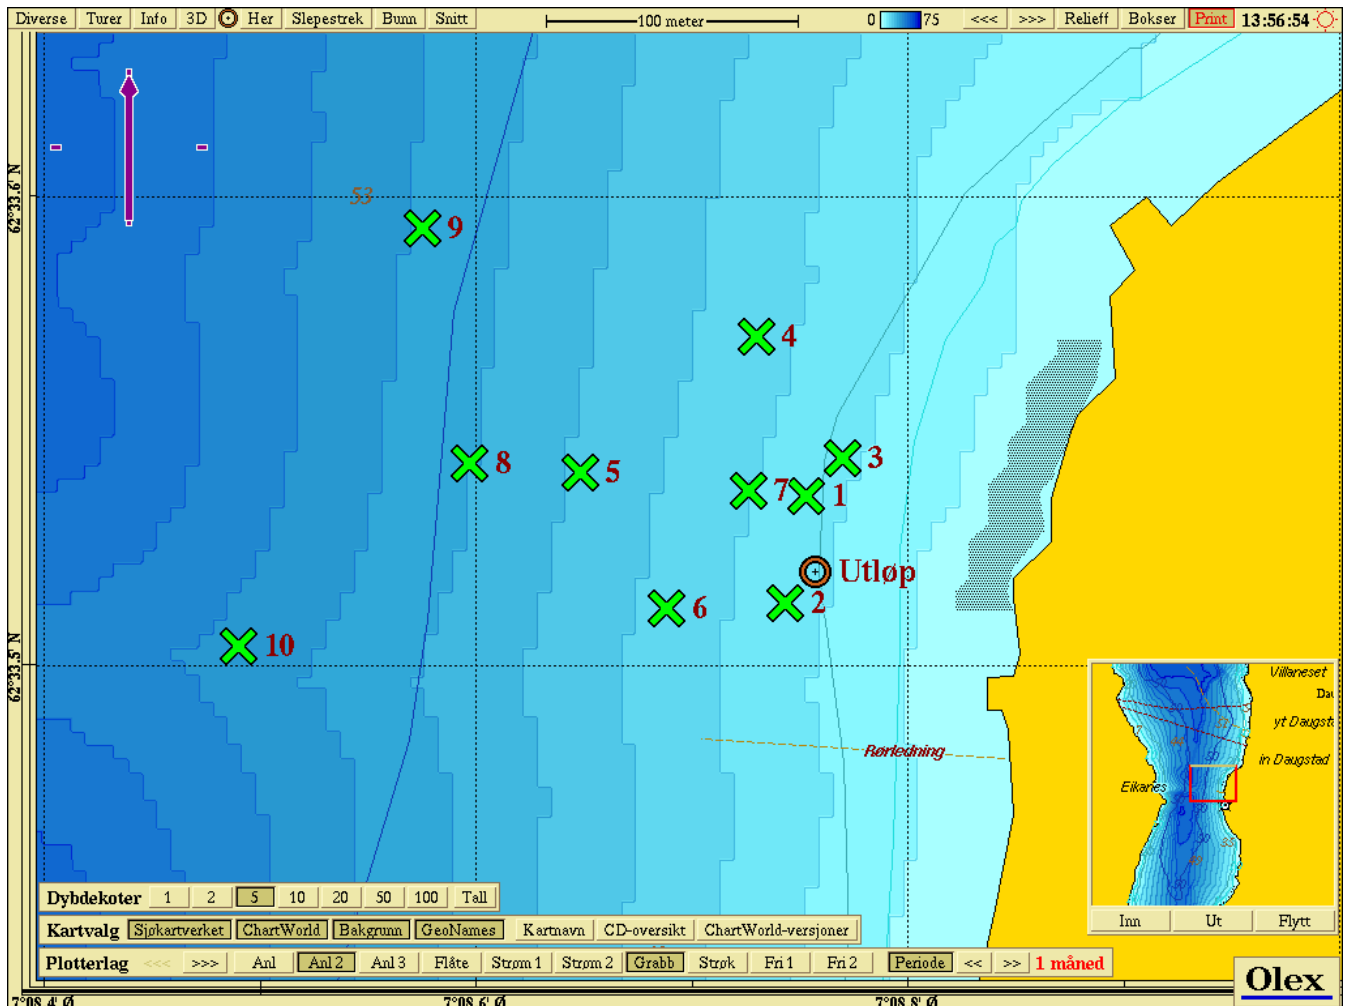 Diverse Turer Info 3D Her Slepestrek Bunn Snitt 100 meter 0 75 <<< >>> Relieff Bokser Print 13:56:54
62°33.6' N
53
9
4
3
8
5
7
1
Utløp
6
2
10
62°33.5' N
Rørledning
Villaneset
Dau
yt Daugst
in Daugstad
Eikanes
Inn Ut Flytt
Dybdekoter 1 2 5 10 20 50 100 Tall
Kartvalg Sjøkartverket ChartWorld Bakgrunn GeoNames Kartnavn CD-oversikt ChartWorld-versjoner
Plotterlag <<< >>> Anl Anl 2 Anl 3 Flåte Strøm 1 Strøm 2 Grabb Strøk Fri 1 Fri 2 Periode << >> 1 måned
Olex
7°08.4' Ø 7°08.6' Ø 7°08.8' Ø